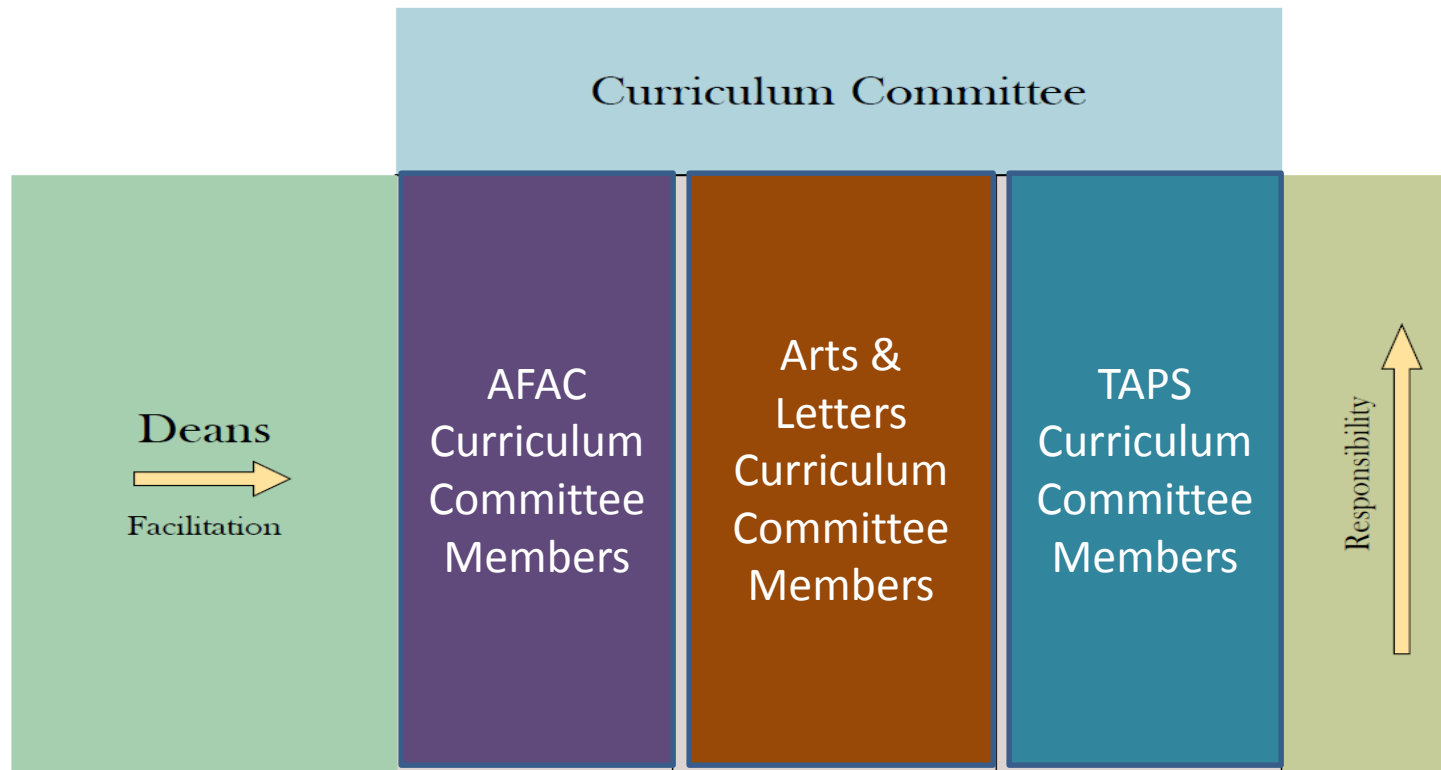 Curriculum Committee
Deans
Facilitation
AFAC
Curriculum
Committee
Members
Arts &
Letters
Curriculum
Committee
Members
TAPS
Curriculum
Committee
Members
Responsibility